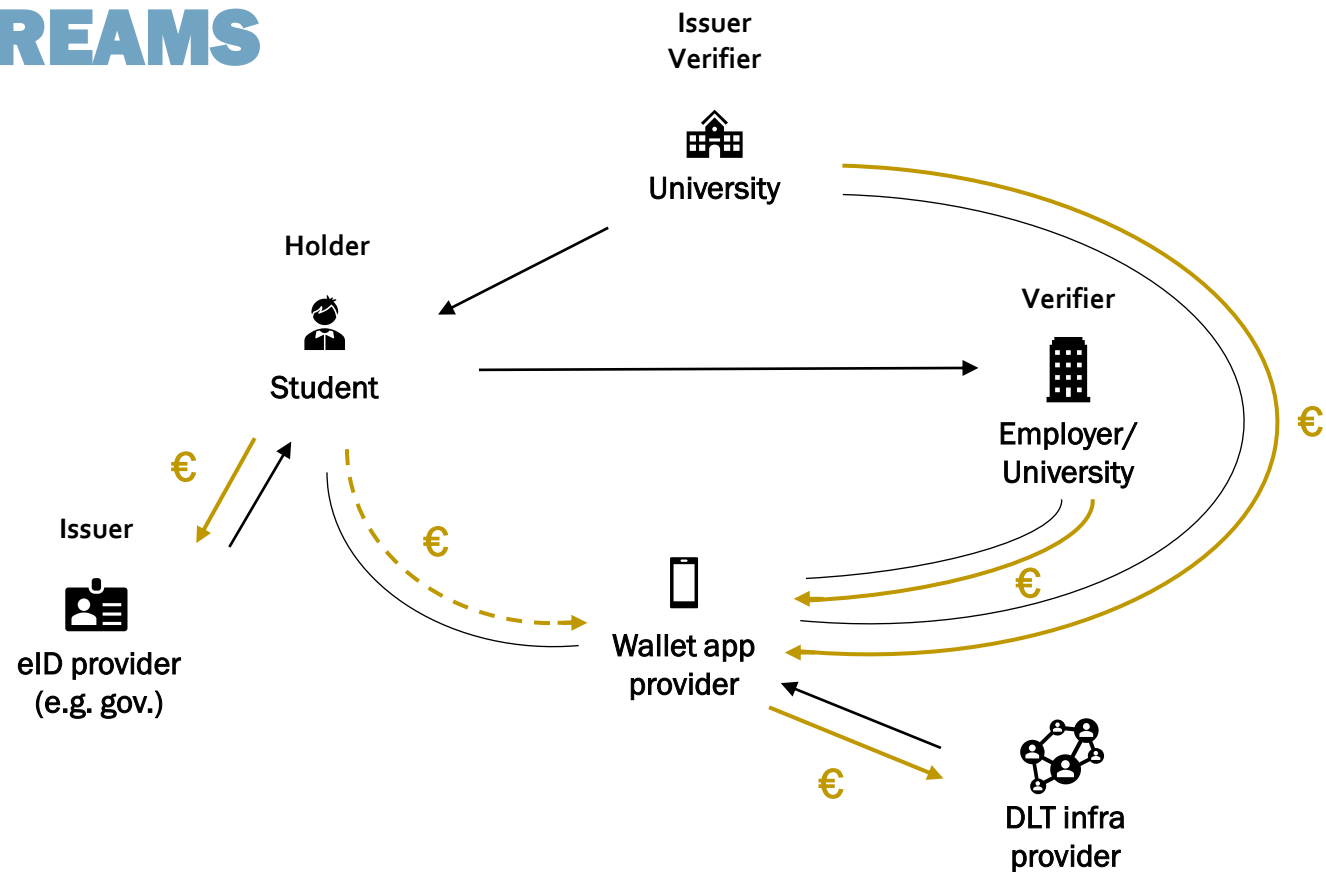 REAMS
Issuer
Verifier
University
Holder
Student
Verifier
Employer/
University
€
€
€
€
Issuer
eID provider
(e.g. gov.)
Wallet app
provider
€
DLT infra
provider